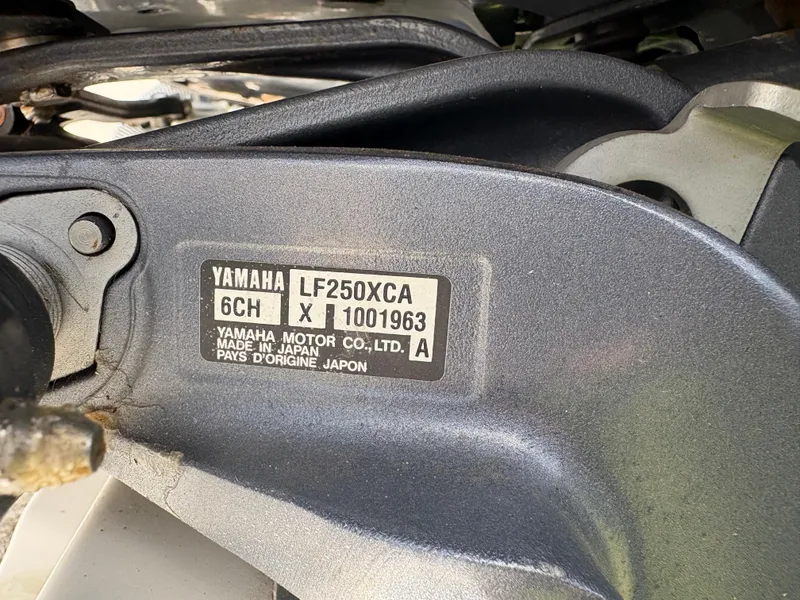 YAMAHA LF250XCA
6CH X 1001963
YAMAHA MOTOR CO., LTD. A
MADE IN JAPAN
PAYS D'ORIGINE JAPON